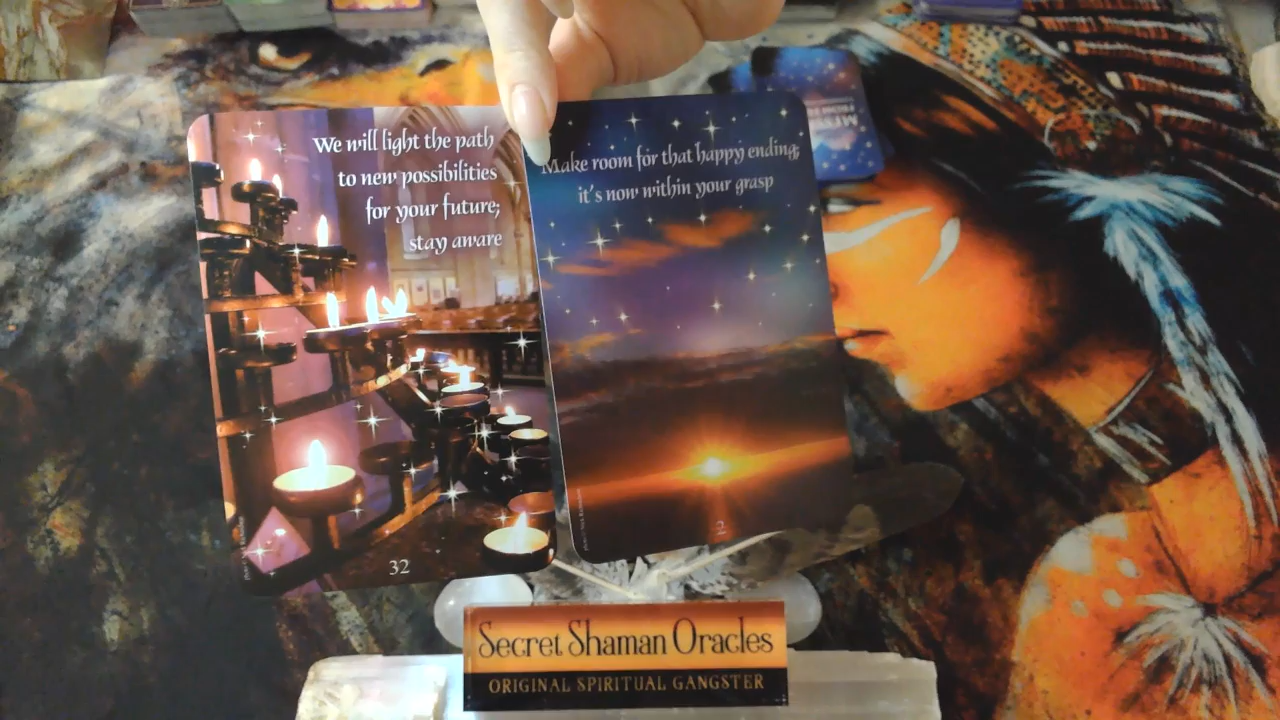 We will light the path
to new possibilities
for your future;
stay aware
32
Make room for that happy ending;
it's now within your grasp
2
Secret Shaman Oracles
ORIGINAL SPIRITUAL GANGSTER